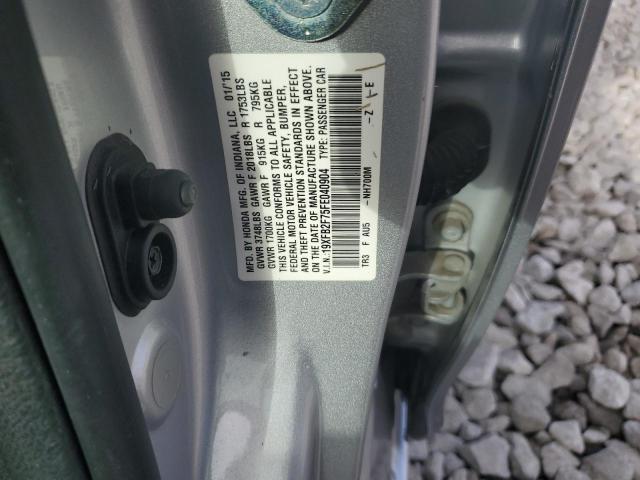 MFD. BY HONDA MFG. OF INDIANA, LLC 01/15
GVWR 3748LBS GAWR F 2018LBS R 1753LBS
GVWR 1700KG GAWR F 915KG R 795KG
THIS VEHICLE CONFORMS TO ALL APPLICABLE
FEDERAL MOTOR VEHICLE SAFETY, BUMPER,
AND THEFT PREVENTION STANDARDS IN EFFECT
ON THE DATE OF MANUFACTURE SHOWN ABOVE.
V.I.N.:19XFB2F75FE040904 TYPE: PASSENGER CAR
TR3 F AU5 -NH700M